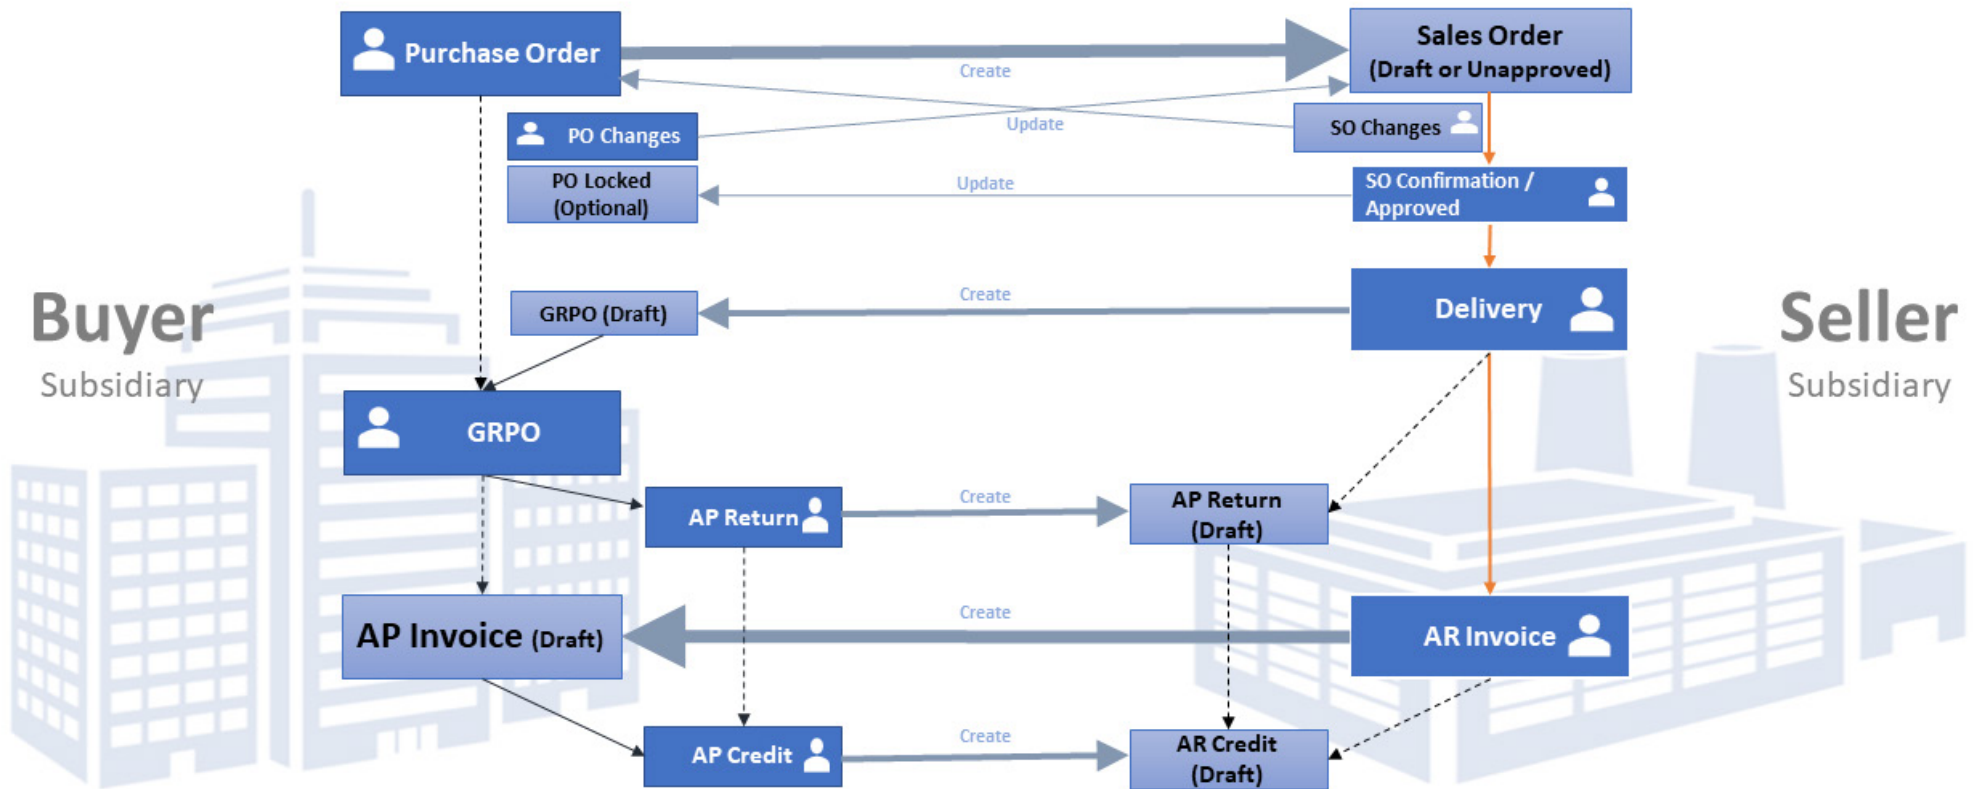 Purchase Order
Sales Order
(Draft or Unapproved)
Create
PO Changes
Update
SO Changes
PO Locked
(Optional)
Update
SO Confirmation /
Approved
Buyer
Subsidiary
GRPO (Draft)
Create
Delivery
Seller
Subsidiary
GRPO
AP Return
Create
AP Return
(Draft)
AP Invoice (Draft)
Create
AR Invoice
AP Credit
Create
AR Credit
(Draft)